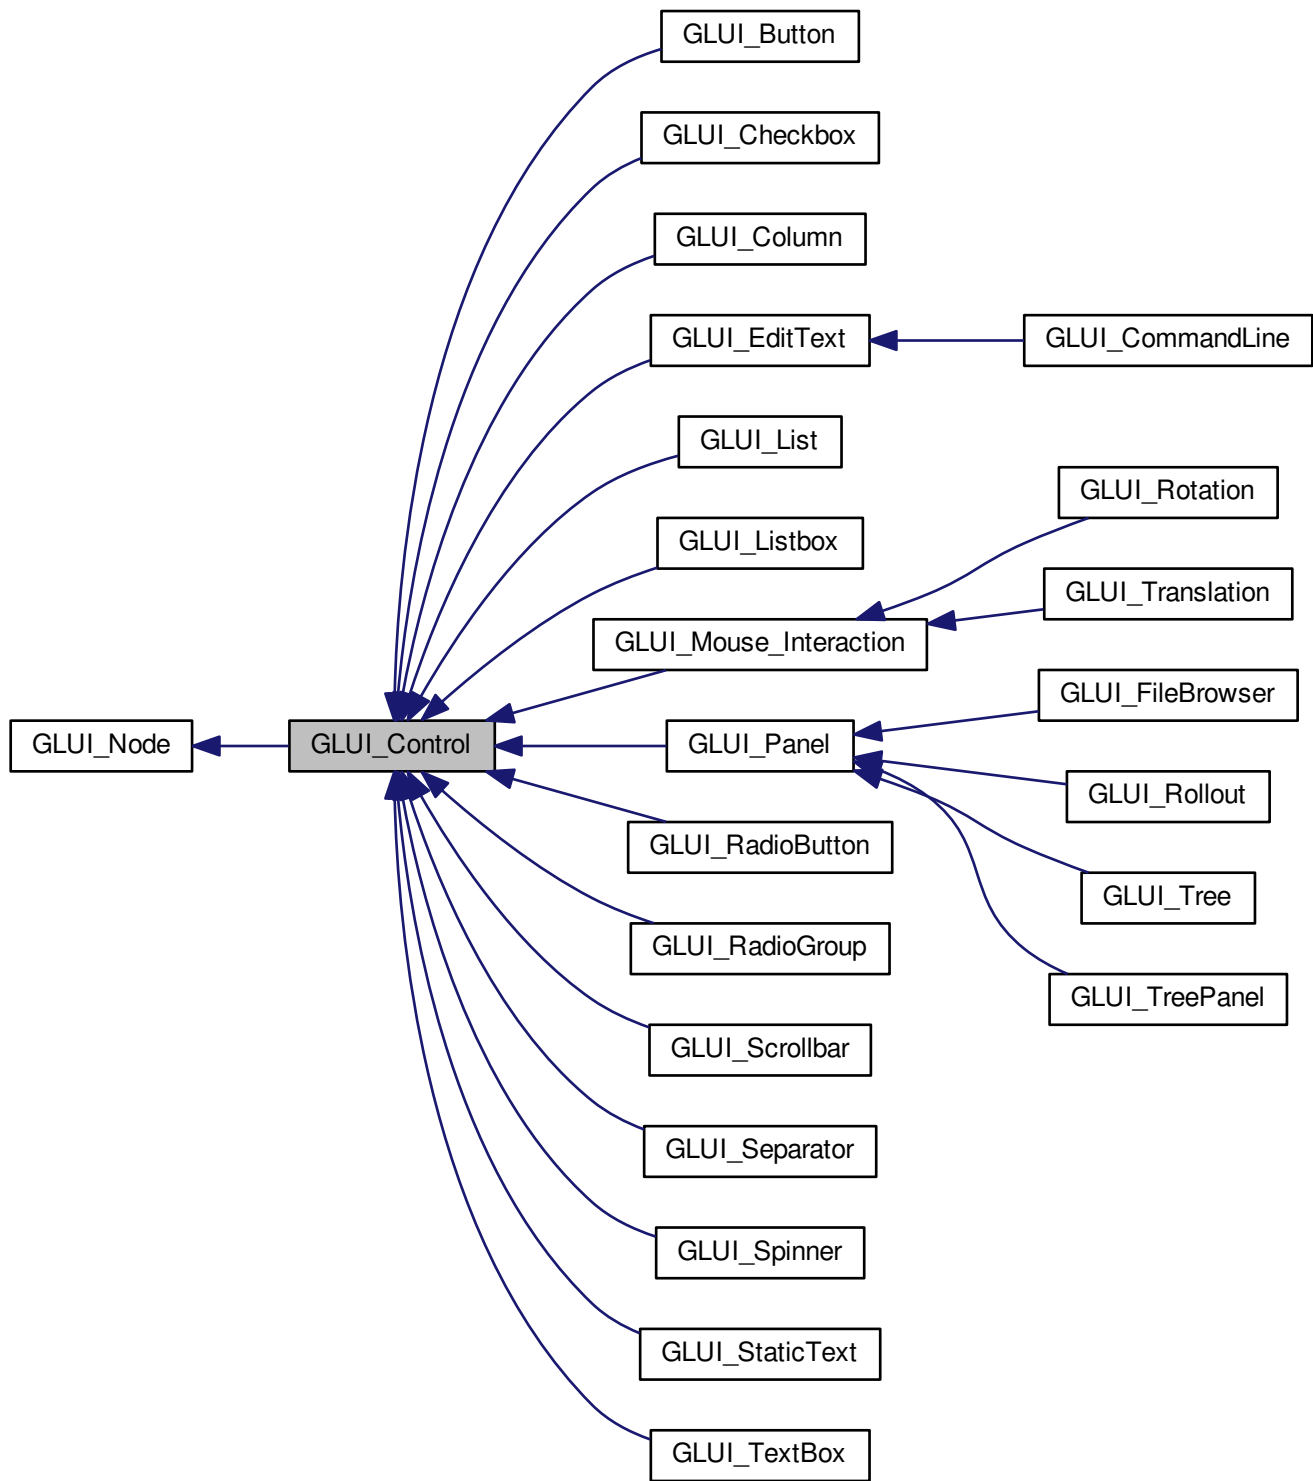 GLUI_Button
GLUI_Checkbox
GLUI_Column
GLUI_EditText
GLUI_CommandLine
GLUI_List
GLUI_Rotation
GLUI_Listbox
GLUI_Translation
GLUI_Mouse_Interaction
GLUI_FileBrowser
GLUI_Node
GLUI_Control
GLUI_Panel
GLUI_Rollout
GLUI_RadioButton
GLUI_Tree
GLUI_RadioGroup
GLUI_TreePanel
GLUI_Scrollbar
GLUI_Separator
GLUI_Spinner
GLUI_StaticText
GLUI_TextBox